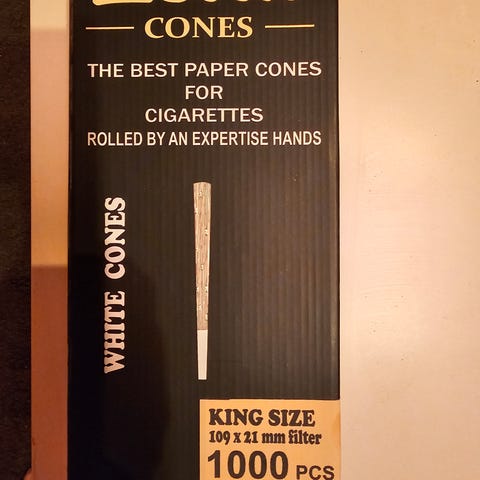 CONES
THE BEST PAPER CONES
FOR
CIGARETTES
ROLLED BY AN EXPERTISE HANDS
WHITE CONES
KING SIZE
109 x 21 mm filter
1000 PCS